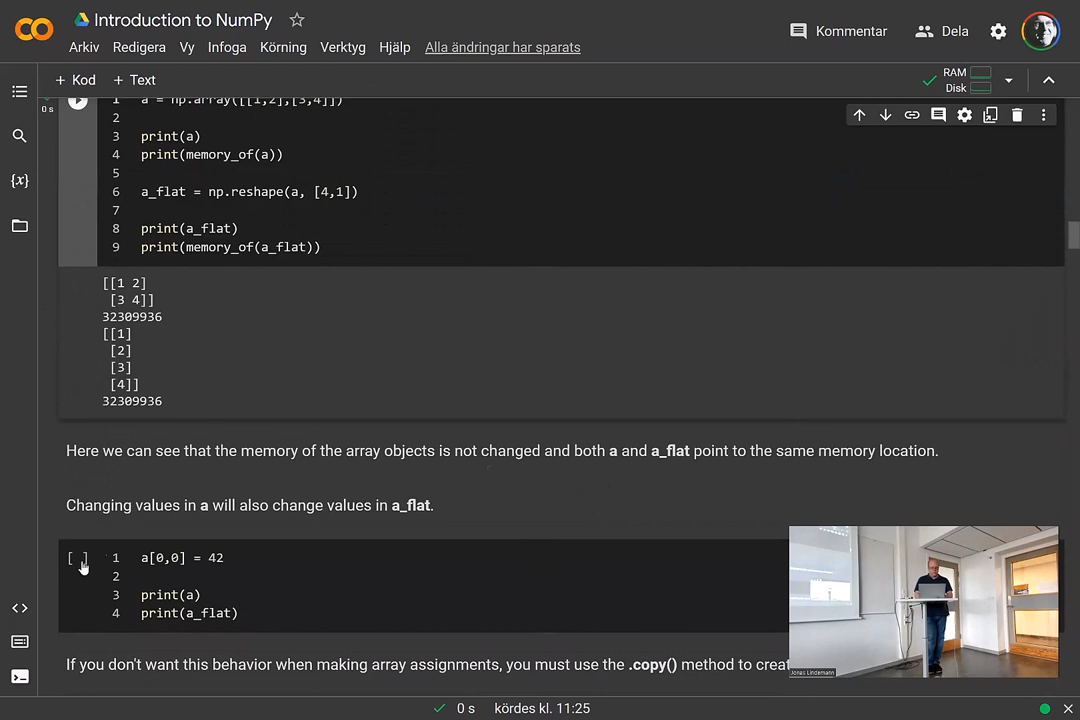 Introduction to NumPy
Arkiv Redigera Vy Infoga Körning Verktyg Hjälp Alla ändringar har sparats
Kommentar Dela
+ Kod + Text
RAM
Disk
0 s
1 a = np.array([[1,2],[3,4]])
2
3 print(a)
4 print(memory_of(a))
5
6 a_flat = np.reshape(a, [4,1])
7
8 print(a_flat)
9 print(memory_of(a_flat))
{x}
[[1 2]
[3 4]]
32309936
[[1]
[2]
[3]
[4]]
32309936
Here we can see that the memory of the array objects is not changed and both a and a_flat point to the same memory location.
Changing values in a will also change values in a_flat.
[ ] 1 a[0,0] = 42
2
3 print(a)
4 print(a_flat)
If you don't want this behavior when making array assignments, you must use the .copy() method to creat
Jonas Lindemann
0 s kördes kl. 11:25